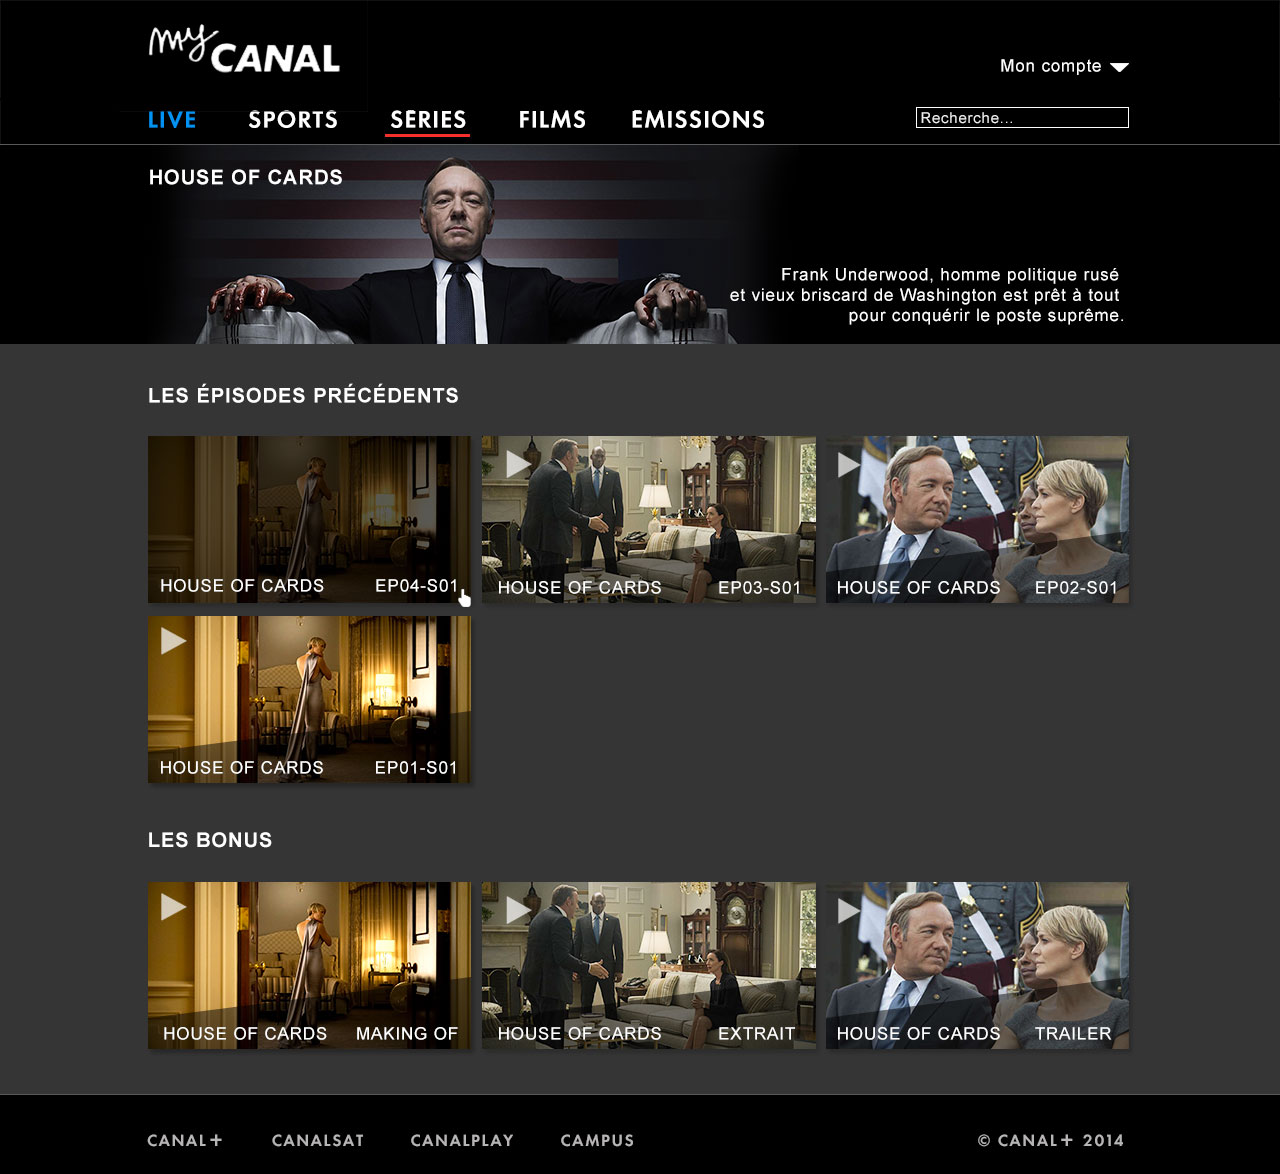 my CANAL
Mon compte
LIVE SPORTS SERIES FILMS EMISSIONS
Recherche...
HOUSE OF CARDS
Frank Underwood, homme politique rusé
et vieux briscard de Washington est prêt à tout
pour conquérir le poste suprême.
LES ÉPISODES PRÉCÉDENTS
HOUSE OF CARDS EP04-S01
HOUSE OF CARDS EP03-S01
HOUSE OF CARDS EP02-S01
HOUSE OF CARDS EP01-S01
LES BONUS
HOUSE OF CARDS MAKING OF
HOUSE OF CARDS EXTRAIT
HOUSE OF CARDS TRAILER
CANAL+ CANALSAT CANALPLAY CAMPUS
© CANAL+ 2014